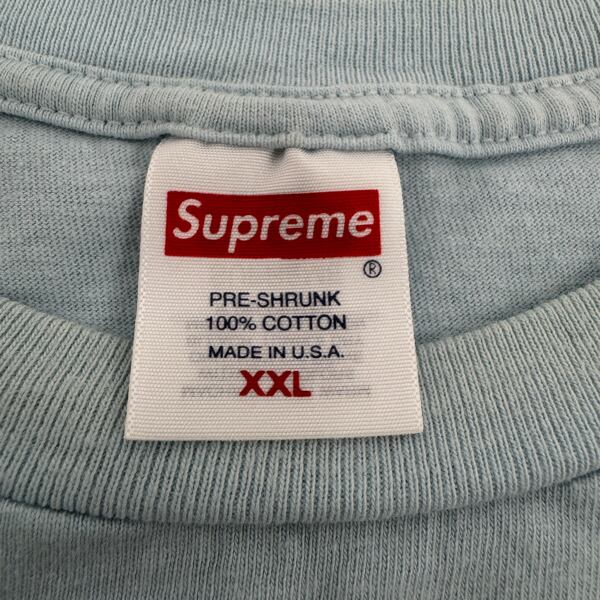 Supreme
®
PRE-SHRUNK
100% COTTON
MADE IN U.S.A.
XXL